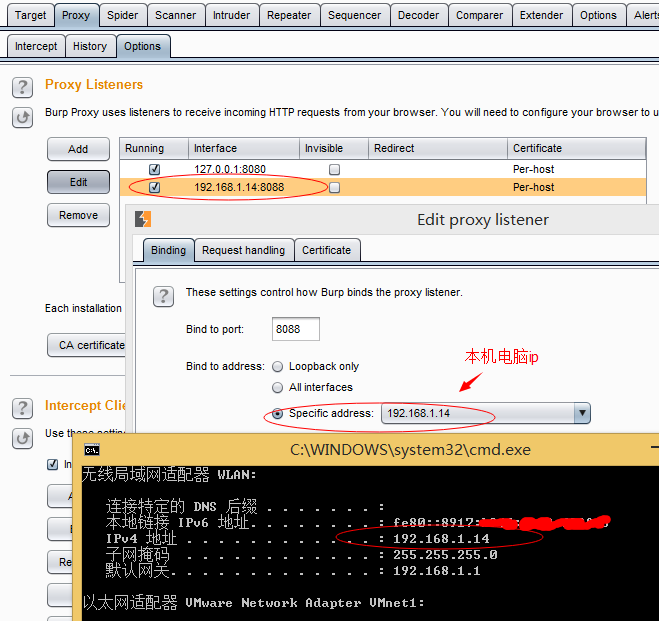 Target Proxy Spider Scanner Intruder Repeater Sequencer Decoder Comparer Extender Options Alerts
Intercept History Options
? Proxy Listeners
Burp Proxy uses listeners to receive incoming HTTP requests from your browser. You will need to configure your browser to u
Add
Edit
Remove
Running Interface Invisible Redirect Certificate
127.0.0.1:8080 Per-host
192.168.1.14:8088 Per-host
Each installation
CA certificate
? Intercept Clie
Use these setting
In
A
E
Re
Edit proxy listener
Binding Request handling Certificate
? These settings control how Burp binds the proxy listener.
Bind to port: 8088
Bind to address: Loopback only
All interfaces
Specific address: 192.168.1.14
本机电脑ip
C:\WINDOWS\system32\cmd.exe
无线局域网适配器 WLAN:
连接特定的 DNS 后缀 . . . . . . . :
本地链接 IPv6 地址. . . . . . . . : fe80::8917:
IPv4 地址 . . . . . . . . . . . . : 192.168.1.14
子网掩码 . . . . . . . . . . . . : 255.255.255.0
默认网关. . . . . . . . . . . . . : 192.168.1.1
以太网适配器 VMware Network Adapter VMnet1: